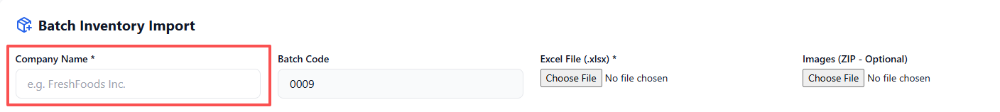 Batch Inventory Import
Company Name *
e.g. FreshFoods Inc.
Batch Code
0009
Excel File (.xlsx) *
Choose File No file chosen
Images (ZIP - Optional)
Choose File No file chosen